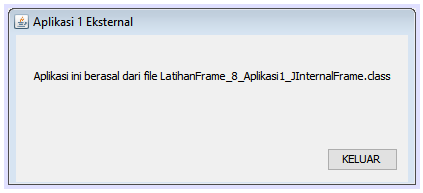 Aplikasi 1 Eksternal
Aplikasi ini berasal dari file LatihanFrame_8_Aplikasi1_JInternalFrame.class
KELUAR